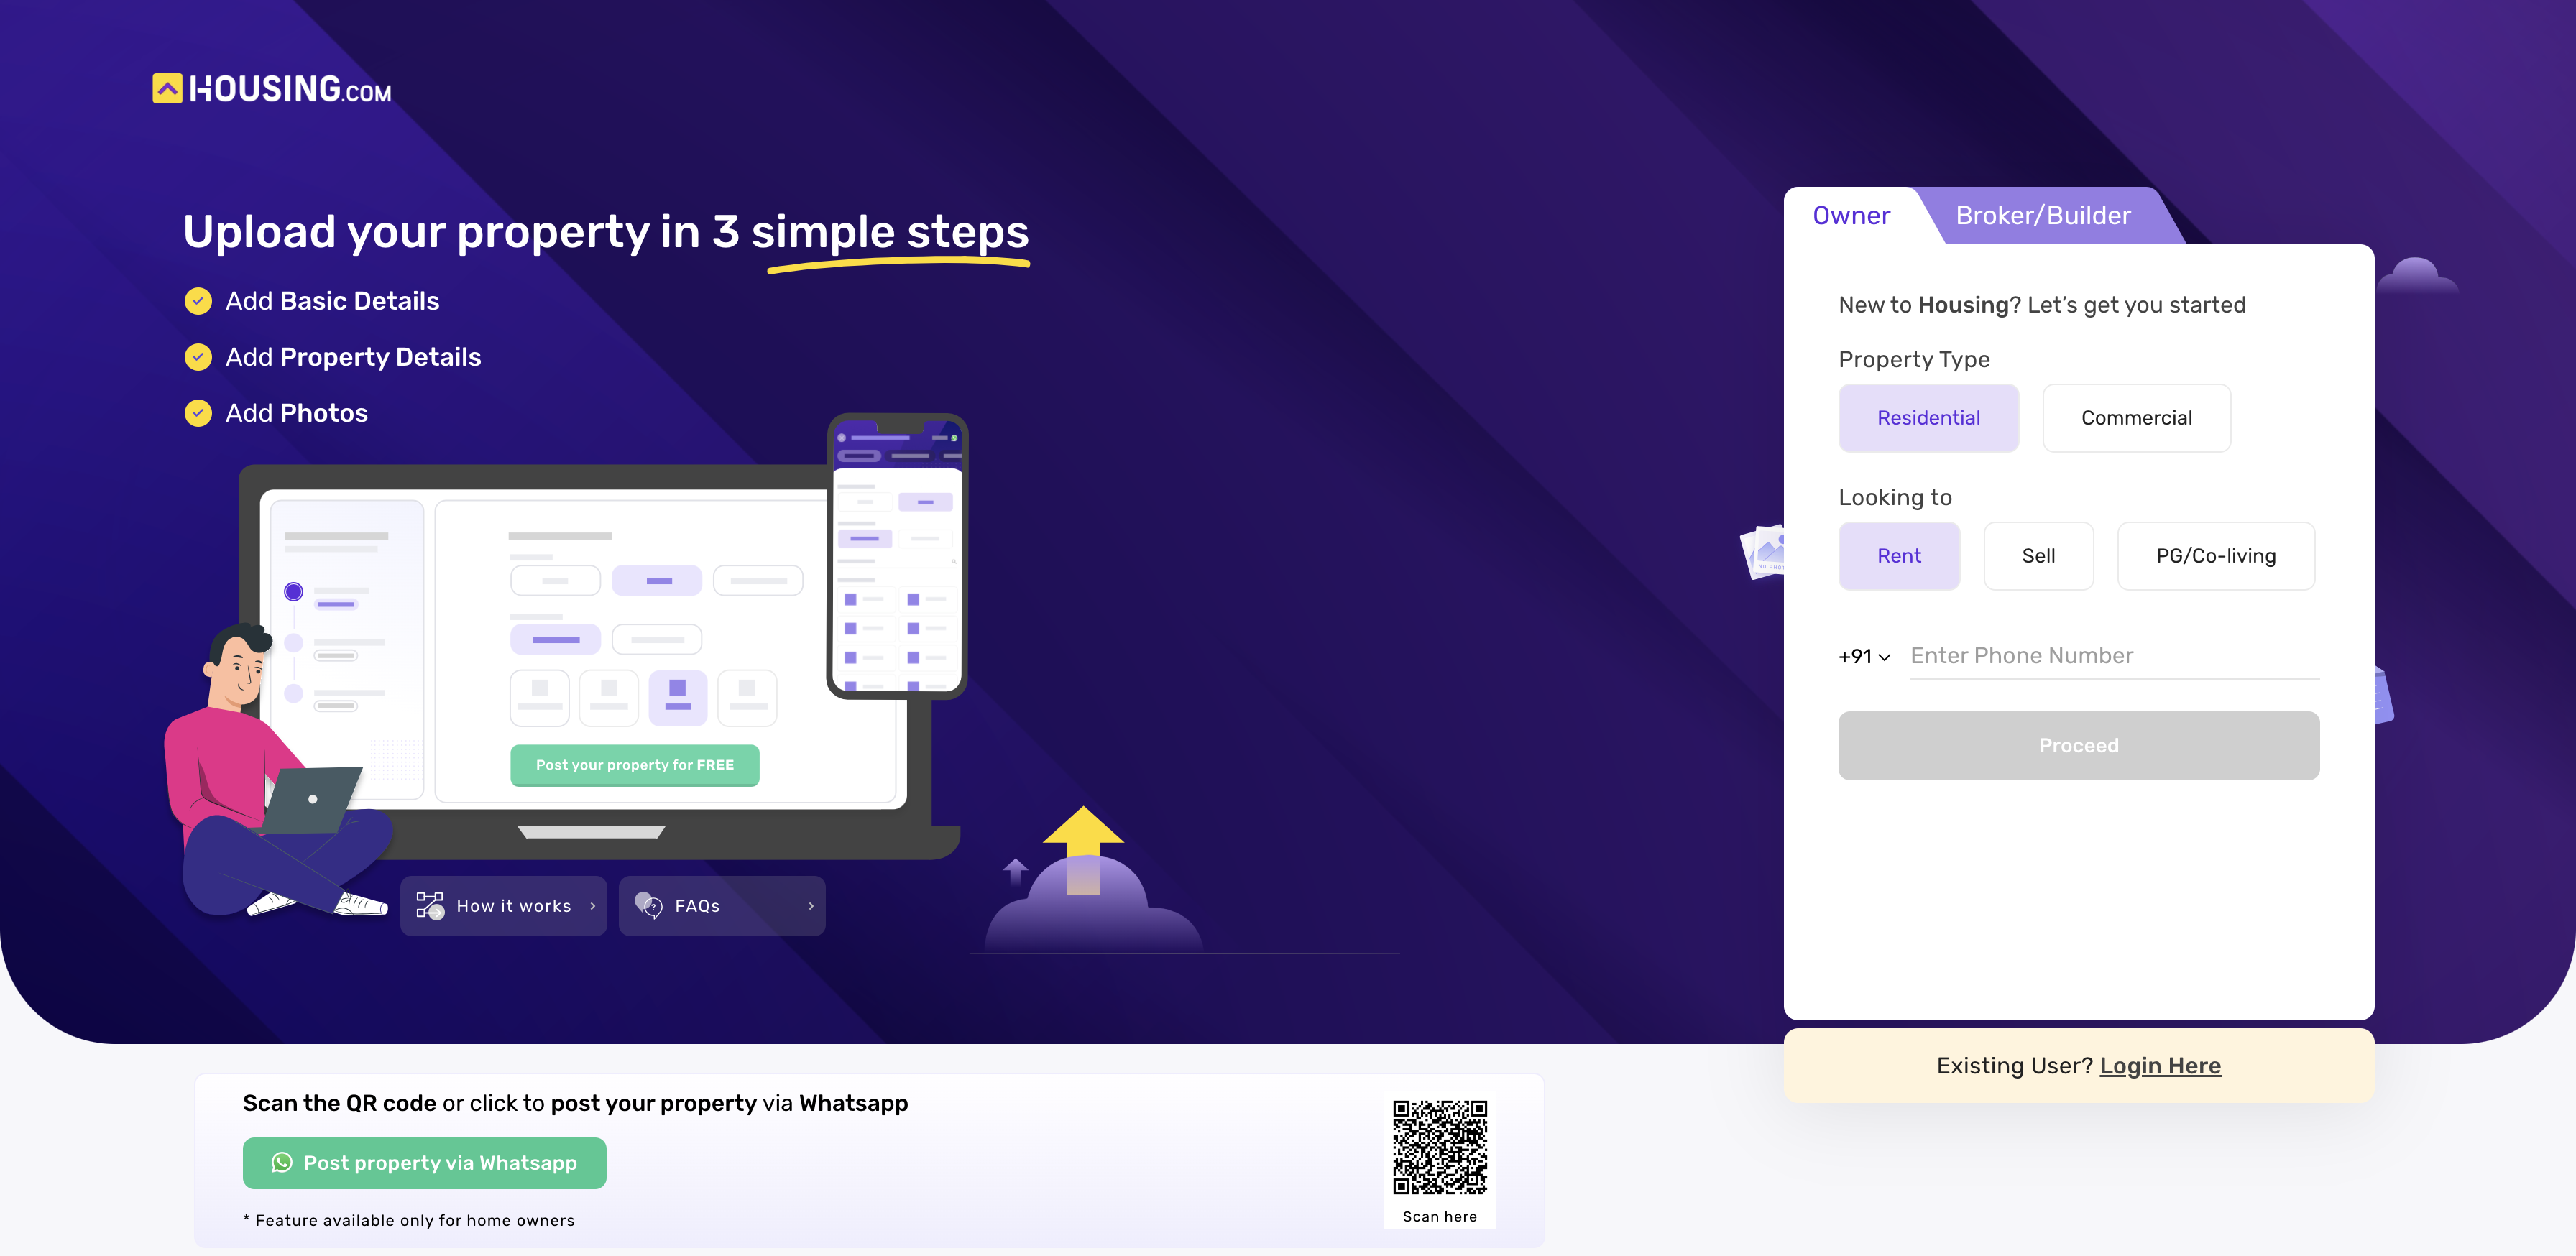 HOUSING.COM
Upload your property in 3 simple steps
Add Basic Details
Add Property Details
Add Photos
Post your property for FREE
How it works
FAQs
Owner
Broker/Builder
New to Housing? Let's get you started
Property Type
Residential
Commercial
Looking to
Rent
Sell
PG/Co-living
+91
Enter Phone Number
Proceed
Existing User? Login Here
Scan the QR code or click to post your property via Whatsapp
Post property via Whatsapp
* Feature available only for home owners
Scan here